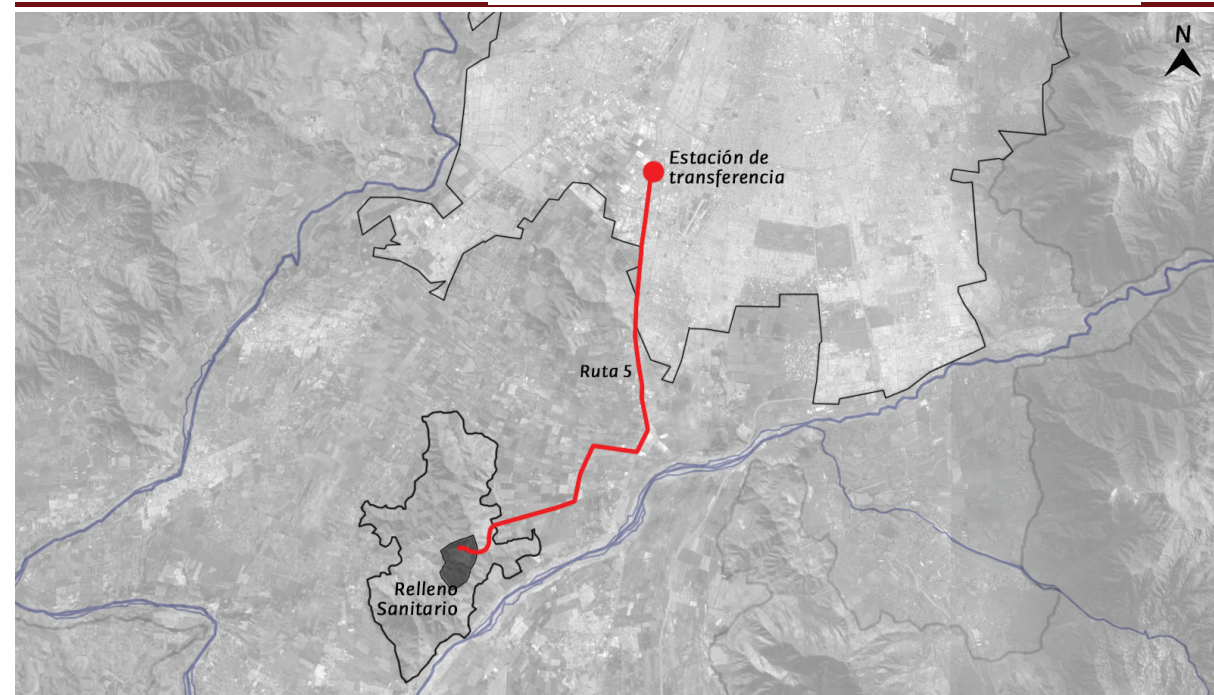 N
Estación de
transferencia
Ruta 5
Relleno
Sanitario